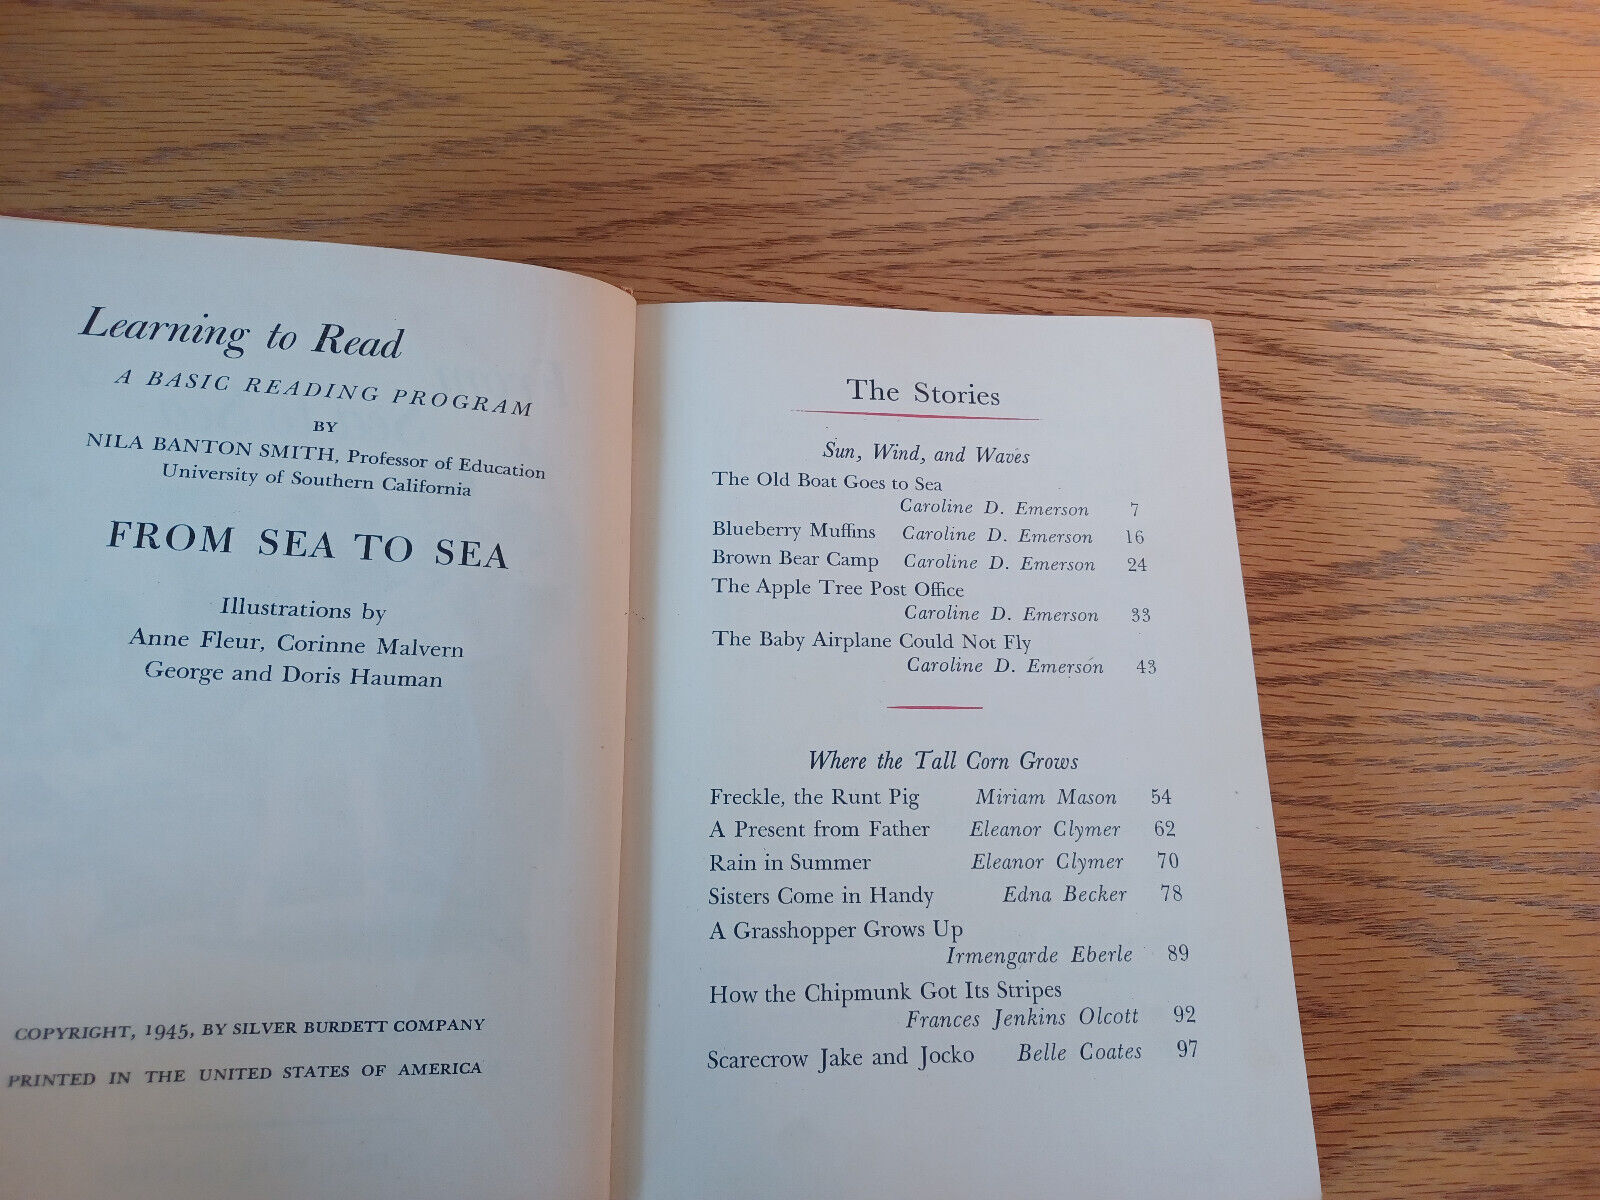 Learning to Read
A BASIC READING PROGRAM
BY
NILA BANTON SMITH, Professor of Education
University of Southern California
FROM SEA TO SEA
Illustrations by
Anne Fleur, Corinne Malvern
George and Doris Hauman
COPYRIGHT, 1945, BY SILVER BURDETT COMPANY
PRINTED IN THE UNITED STATES OF AMERICA
The Stories
Sun, Wind, and Waves
The Old Boat Goes to Sea
Caroline D. Emerson 7
Blueberry Muffins Caroline D. Emerson 16
Brown Bear Camp Caroline D. Emerson 24
The Apple Tree Post Office
Caroline D. Emerson 33
The Baby Airplane Could Not Fly
Caroline D. Emerson 43
Where the Tall Corn Grows
Freckle, the Runt Pig Miriam Mason 54
A Present from Father Eleanor Clymer 62
Rain in Summer Eleanor Clymer 70
Sisters Come in Handy Edna Becker 78
A Grasshopper Grows Up
Irmengarde Eberle 89
How the Chipmunk Got Its Stripes
Frances Jenkins Olcott 92
Scarecrow Jake and Jocko Belle Coates 97